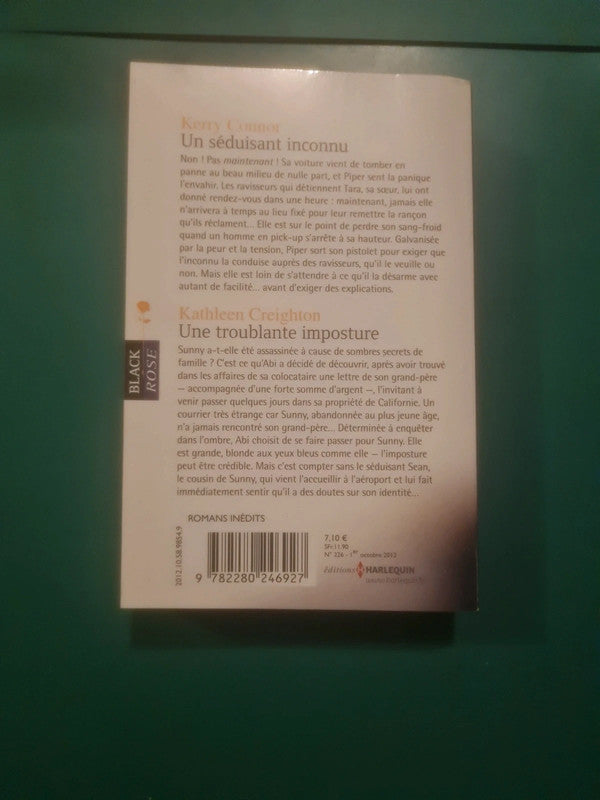 Kerry Connor
Un séduisant inconnu
Non ! Pas maintenant ! Sa voiture vient de tomber en
panne au beau milieu de nulle part, et Piper sent la panique
l'envahir. Les ravisseurs qui détiennent Tara, sa sœur, lui ont
donné rendez-vous dans une heure : maintenant, jamais elle
n'arrivera à temps au lieu fixé pour leur remettre la rançon
qu'ils réclament... Elle est sur le point de perdre son sang-froid
quand un homme en pick-up s'arrête à sa hauteur. Galvanisée
par la peur et la tension, Piper sort son pistolet pour exiger que
l'inconnu la conduise auprès des ravisseurs, qu'il le veuille ou
non. Mais elle est loin de s'attendre à ce qu'il la désarme avec
autant de facilité... avant d'exiger des explications.
Kathleen Creighton
Une troublante imposture
Sunny a-t-elle été assassinée à cause de sombres secrets de
famille ? C'est ce qu'Abi a décidé de découvrir, après avoir trouvé
dans les affaires de sa colocataire une lettre de son grand-père
— accompagnée d'une forte somme d'argent —, l'invitant à
venir passer quelques jours dans sa propriété de Californie. Un
courrier très étrange car Sunny, abandonnée au plus jeune âge,
n'a jamais rencontré son grand-père... Déterminée à enquêter
dans l'ombre, Abi choisit de se faire passer pour Sunny. Elle
est grande, blonde aux yeux bleus comme elle — l'imposture
peut être crédible. Mais c'est compter sans le séduisant Sean,
le cousin de Sunny, qui vient l'accueillir à l'aéroport et lui fait
immédiatement sentir qu'il a des doutes sur son identité...
BLACK
ROSE
ROMANS INÉDITS
2012.10.58.9854.9
9 782280 246927
7,10 €
SFr.11.90
N° 226 - 1er octobre 2012
éditions HARLEQUIN
www.harlequin.fr